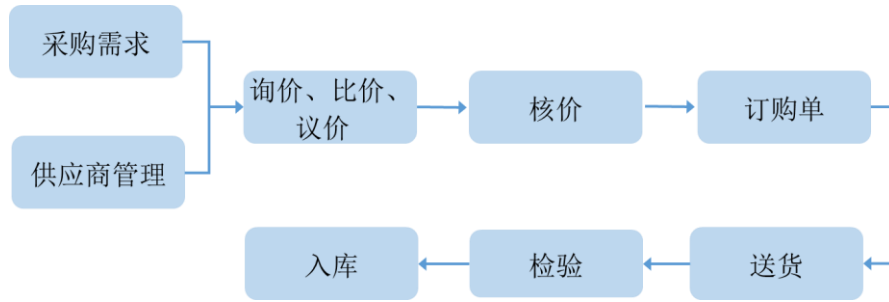 采购需求
供应商管理
询价、比价、
议价
核价
订购单
送货
检验
入库